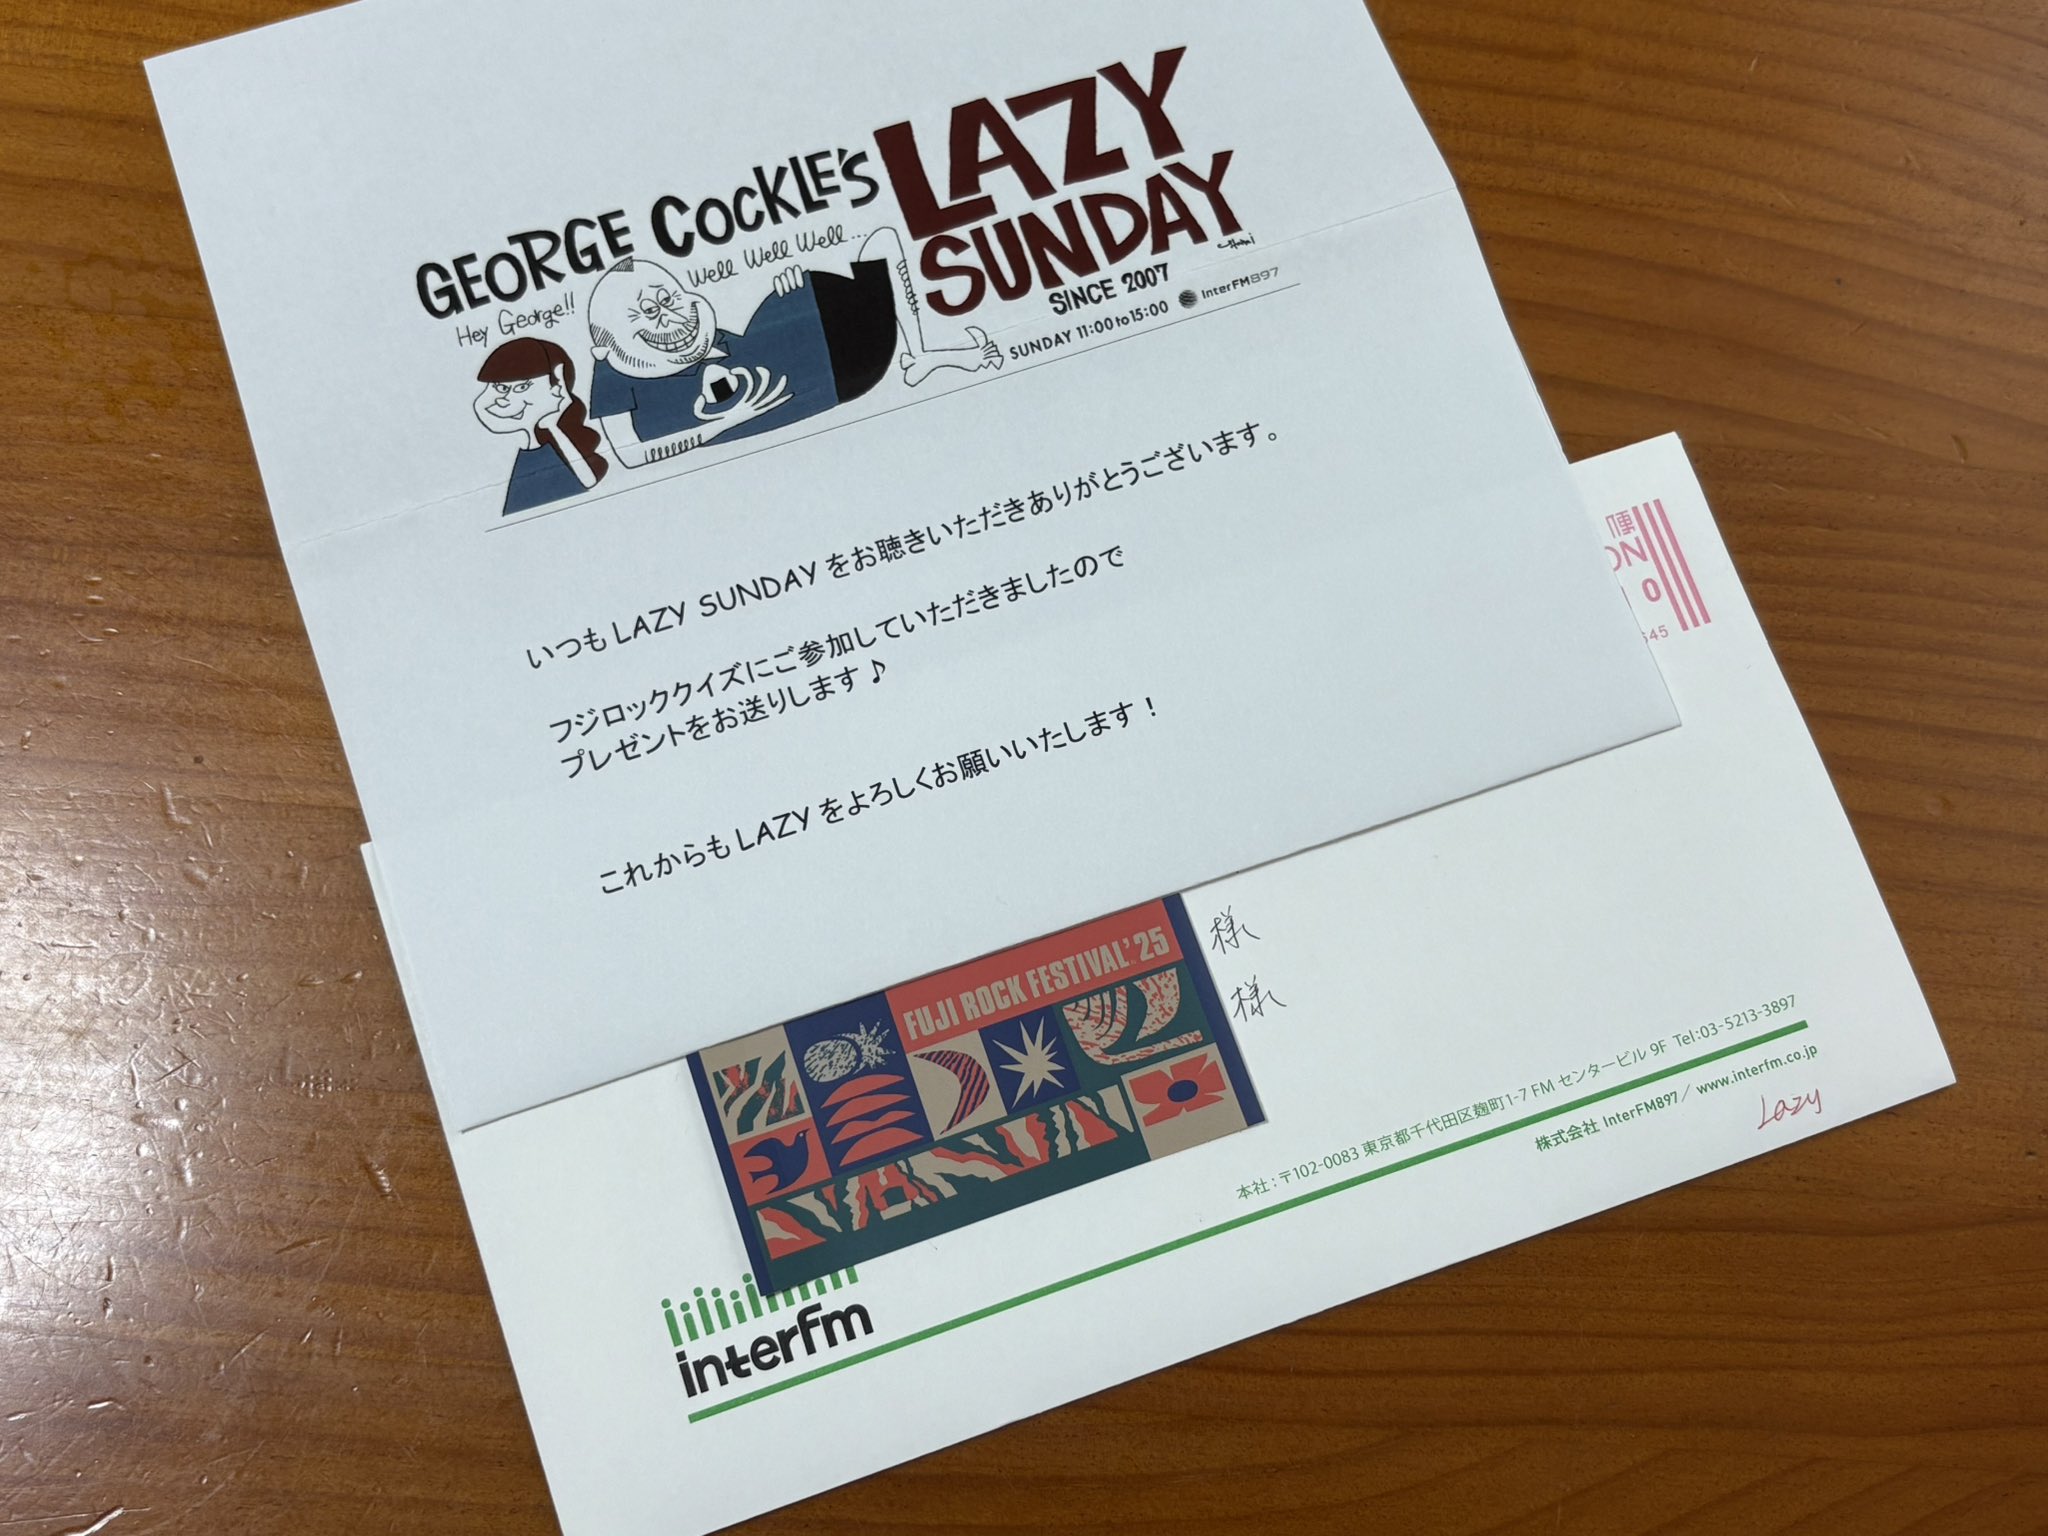 GEORGE COCKLE'S LAZY
SUNDAY
Hey George!!
Well Well Well...
SINCE 2007
SUNDAY 11:00 to 15:00 InterFM897
いつも LAZY SUNDAY をお聴きいただきありがとうございます。
フジロッククイズにご参加していただきましたので
プレゼントをお送りします♪
これからも LAZY をよろしくお願いいたします！
ON
0
645
様
様
FUJI ROCK FESTIVAL'25
本社：〒102-0083 東京都千代田区麹町1-7 FM センタービル 9F Tel:03-5213-3897
株式会社 InterFM897／www.interfm.co.jp
Lazy
interfm